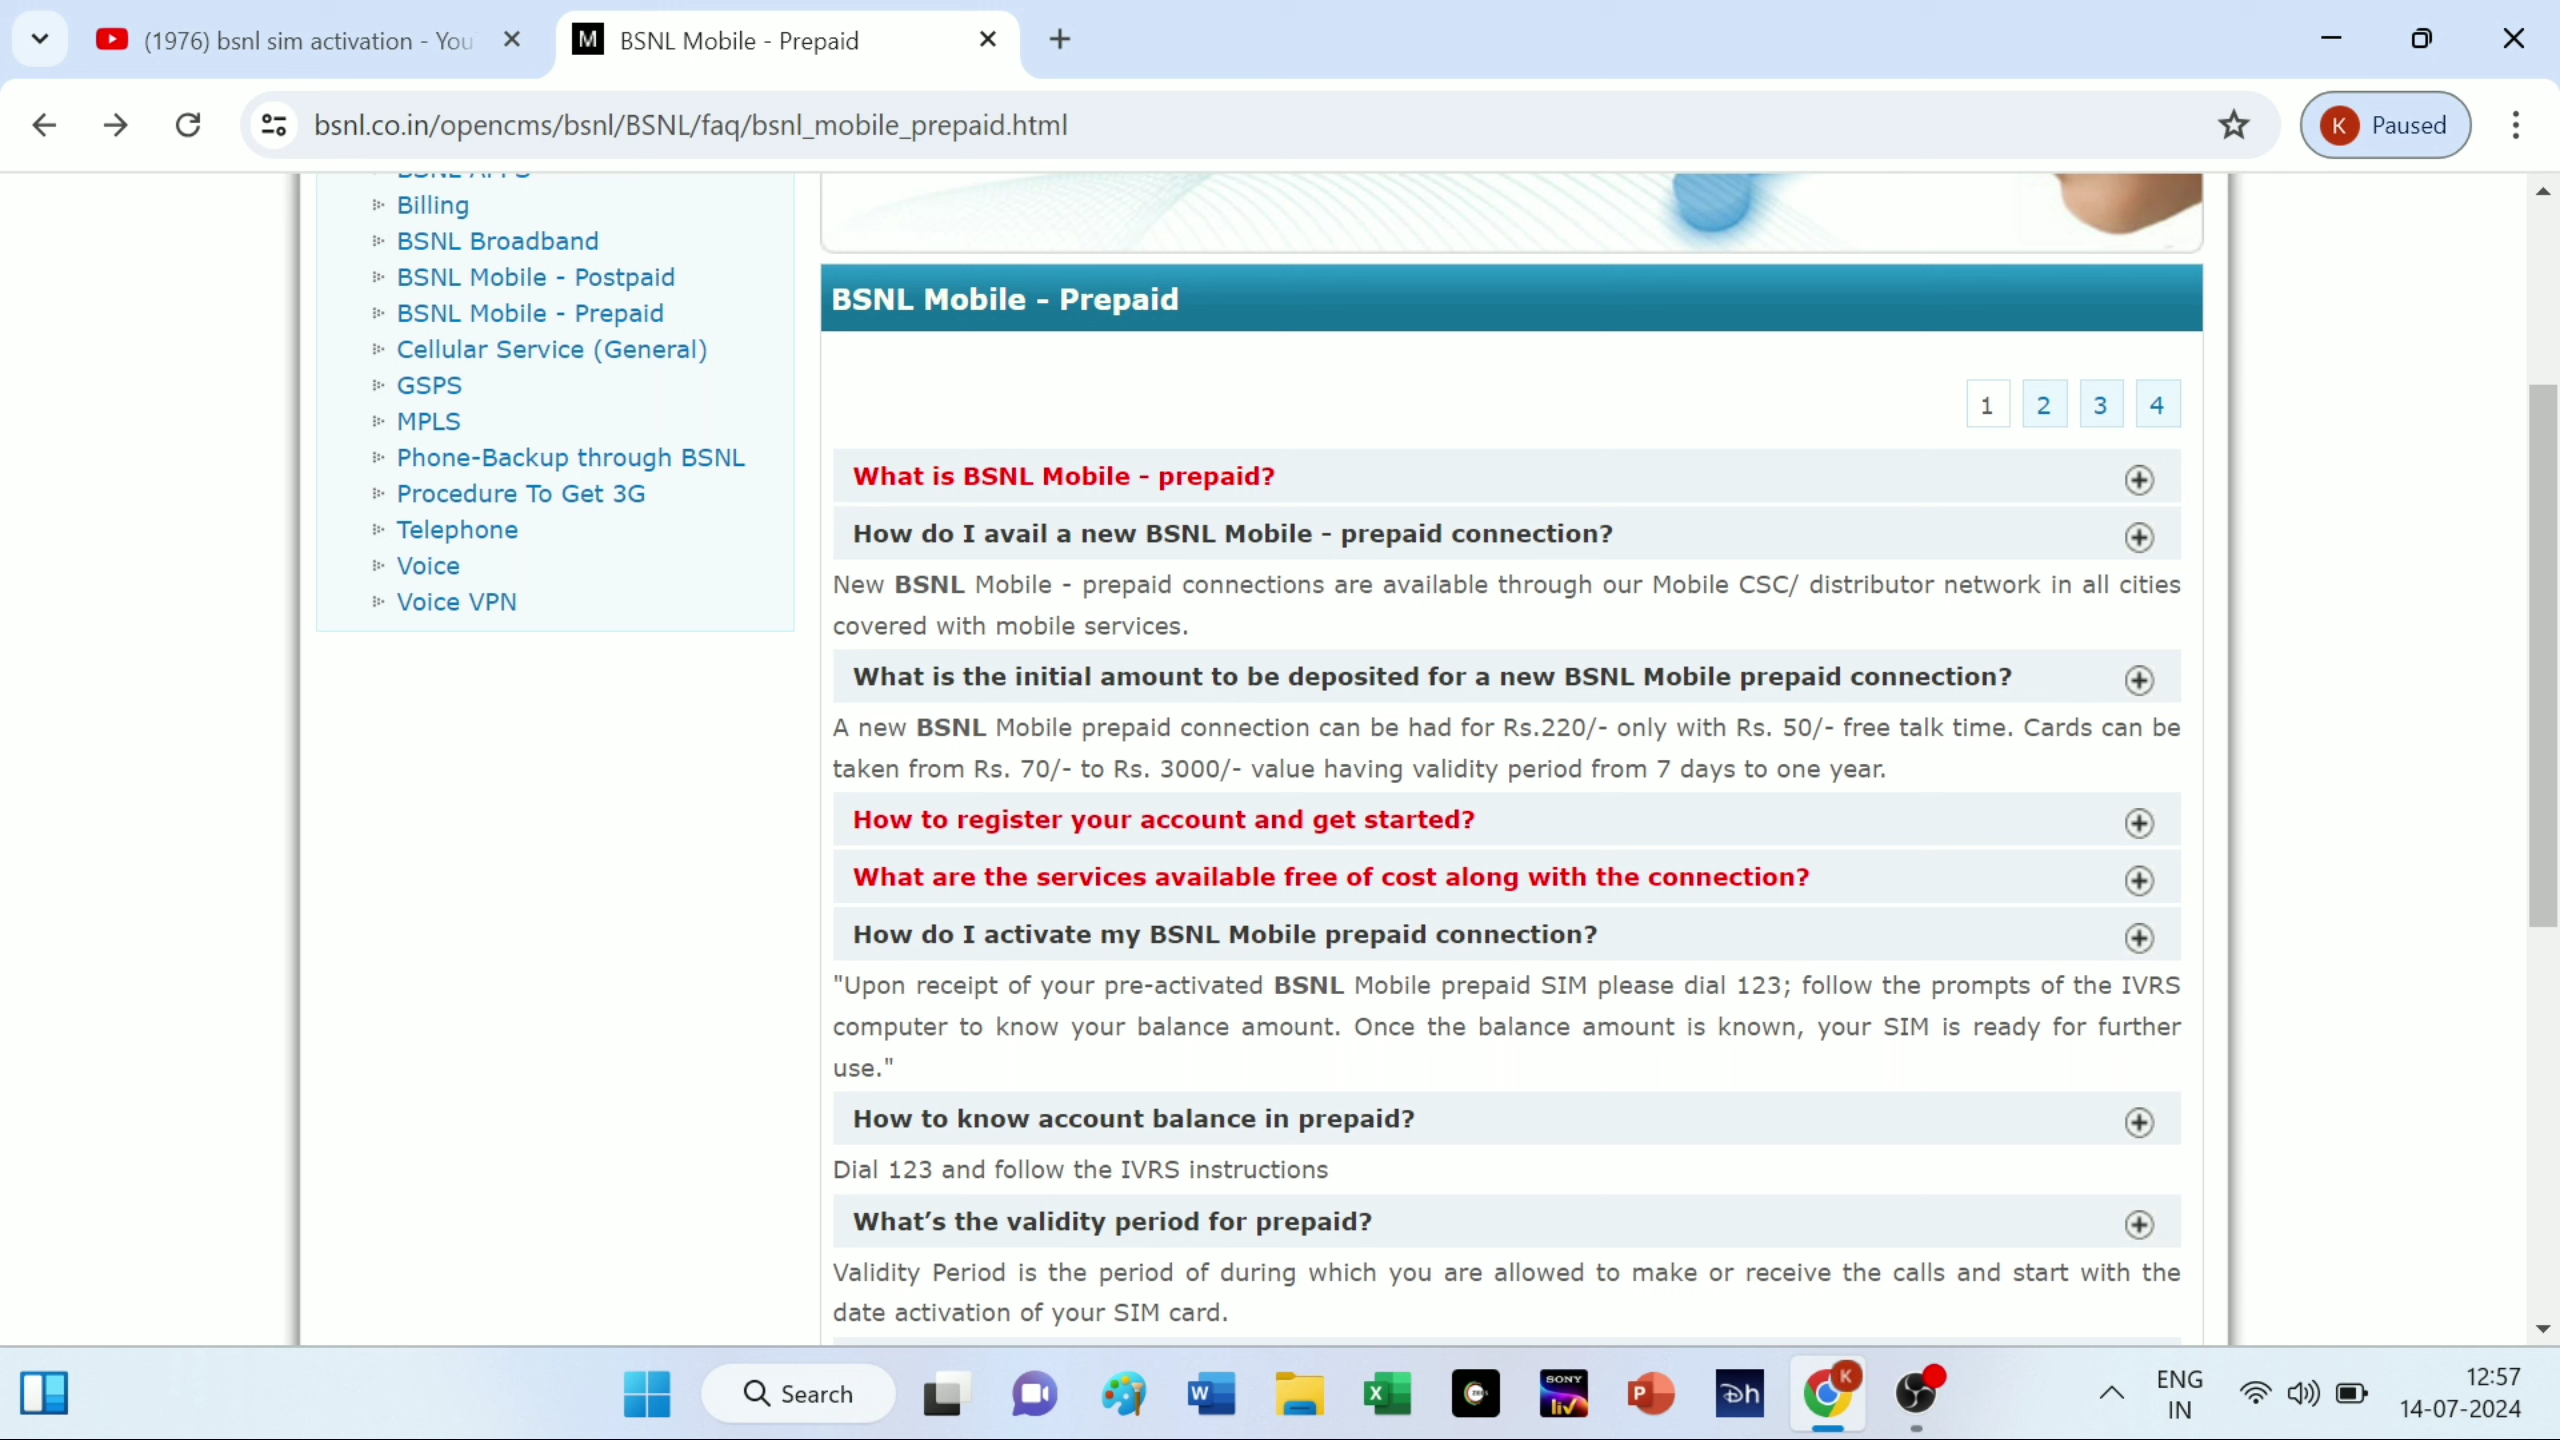 (1976) bsnl sim activation - You
M BSNL Mobile - Prepaid
bsnl.co.in/opencms/bsnl/BSNL/faq/bsnl_mobile_prepaid.html
K Paused
BSNL APPS
Billing
BSNL Broadband
BSNL Mobile - Postpaid
BSNL Mobile - Prepaid
Cellular Service (General)
GSPS
MPLS
Phone-Backup through BSNL
Procedure To Get 3G
Telephone
Voice
Voice VPN
BSNL Mobile - Prepaid
1 2 3 4
What is BSNL Mobile - prepaid?
How do I avail a new BSNL Mobile - prepaid connection?
New BSNL Mobile - prepaid connections are available through our Mobile CSC/ distributor network in all cities
covered with mobile services.
What is the initial amount to be deposited for a new BSNL Mobile prepaid connection?
A new BSNL Mobile prepaid connection can be had for Rs.220/- only with Rs. 50/- free talk time. Cards can be
taken from Rs. 70/- to Rs. 3000/- value having validity period from 7 days to one year.
How to register your account and get started?
What are the services available free of cost along with the connection?
How do I activate my BSNL Mobile prepaid connection?
"Upon receipt of your pre-activated BSNL Mobile prepaid SIM please dial 123; follow the prompts of the IVRS
computer to know your balance amount. Once the balance amount is known, your SIM is ready for further
use."
How to know account balance in prepaid?
Dial 123 and follow the IVRS instructions
What's the validity period for prepaid?
Validity Period is the period of during which you are allowed to make or receive the calls and start with the
date activation of your SIM card.
Search
W
X
SONY
liv
P
Dh
K
ENG
IN
12:57
14-07-2024